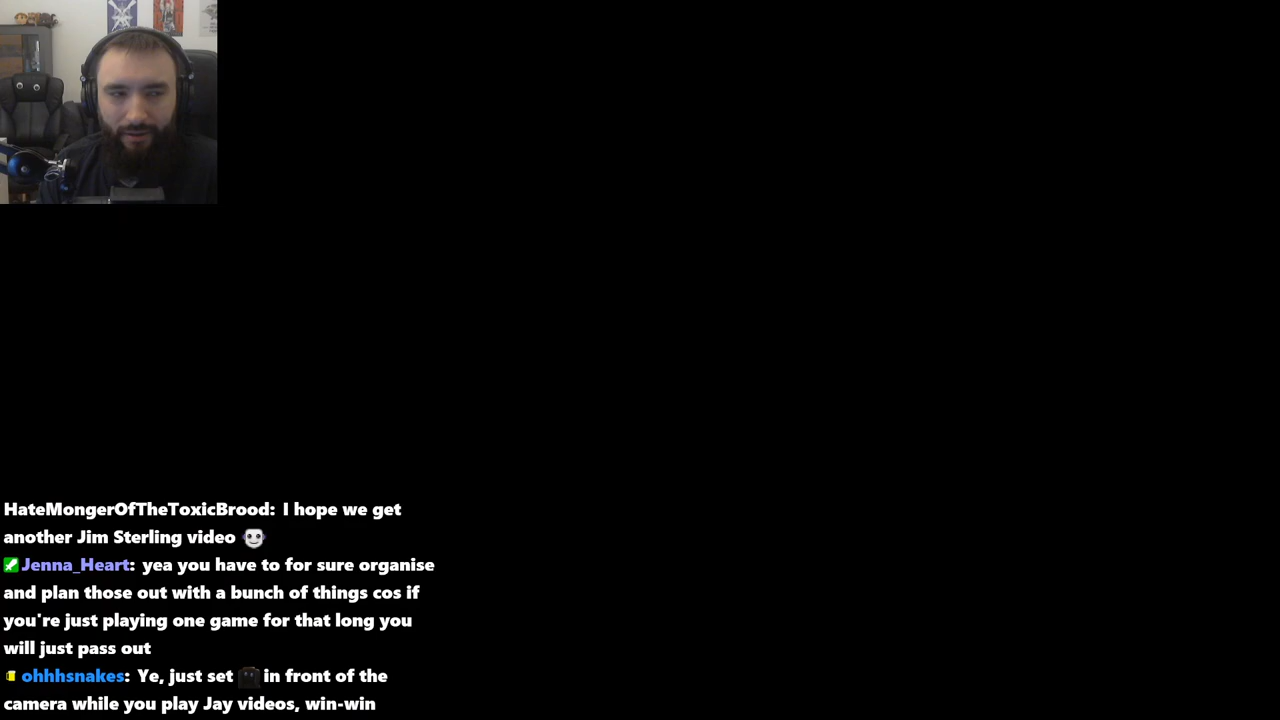 HateMongerOfTheToxicBrood: I hope we get
another Jim Sterling video
Jenna_Heart: yea you have to for sure organise
and plan those out with a bunch of things cos if
you're just playing one game for that long you
will just pass out
ohhhsnakes: Ye, just set in front of the
camera while you play Jay videos, win-win